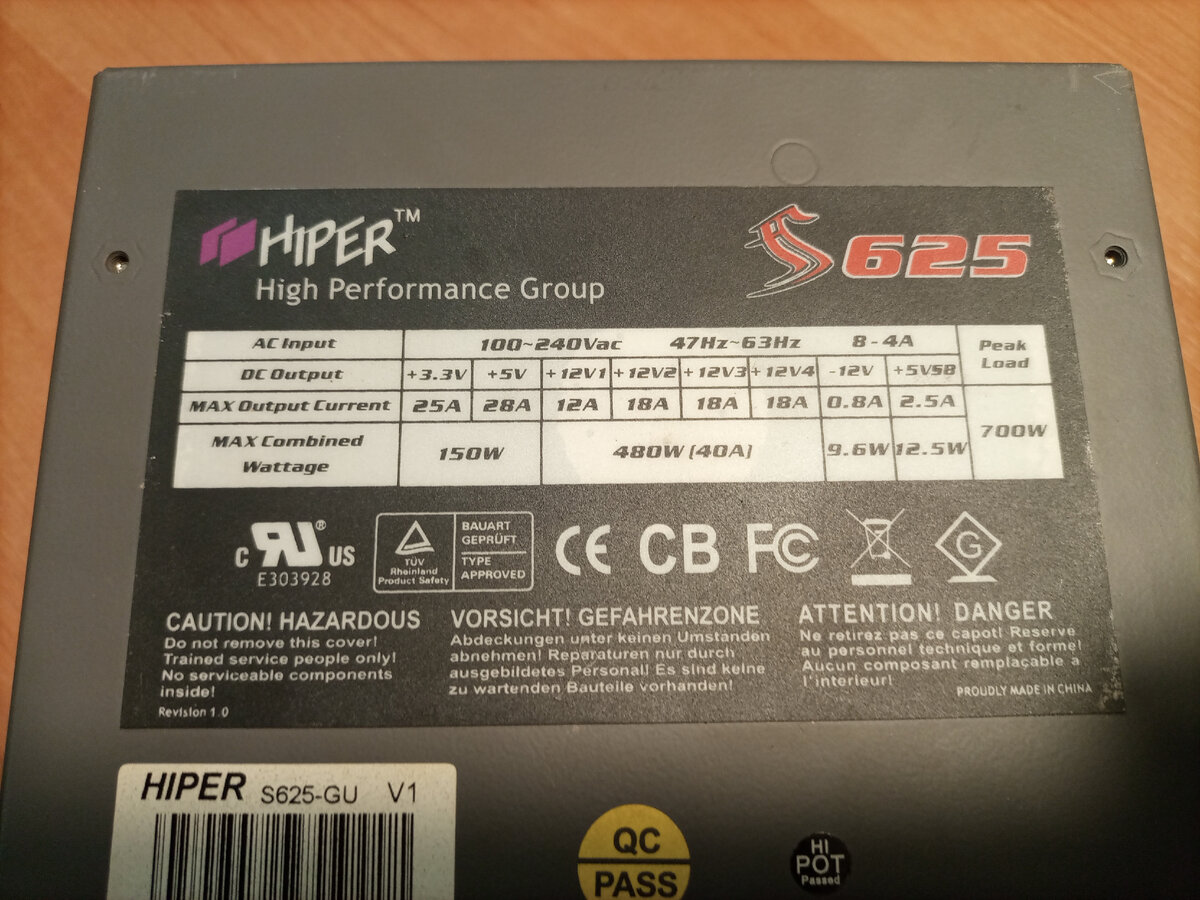 HIPER™
High Performance Group
S 625
AC Input 100~240Vac 47Hz~63Hz 8-4A Peak Load
DC Output +3.3V +5V +12V1 +12V2 +12V3 +12V4 -12V +5VSB
MAX Output Current 25A 28A 12A 18A 18A 18A 0.8A 2.5A 700W
MAX Combined Wattage 150W 480W (40A) 9.6W 12.5W
c RU® US
E303928
TÜV
Rheinland
Product Safety
BAUART
GEPRÜFT
TYPE
APPROVED
CE CB FC G
CAUTION! HAZARDOUS
Do not remove this cover!
Trained service people only!
No serviceable components
inside!
Revision 1.0
VORSICHT! GEFAHRENZONE
Abdeckungen unter keinen Umständen
abnehmen! Reparaturen nur durch
ausgebildetes Personal! Es sind keine
zu wartenden Bauteile vorhanden!
ATTENTION! DANGER
Ne retirez pas ce capot! Reserve
au personnel technique et forme!
Aucun composant remplaçable a
l'interieur!
PROUDLY MADE IN CHINA
HIPER S625-GU V1
QC
PASS
HI
POT
Passed